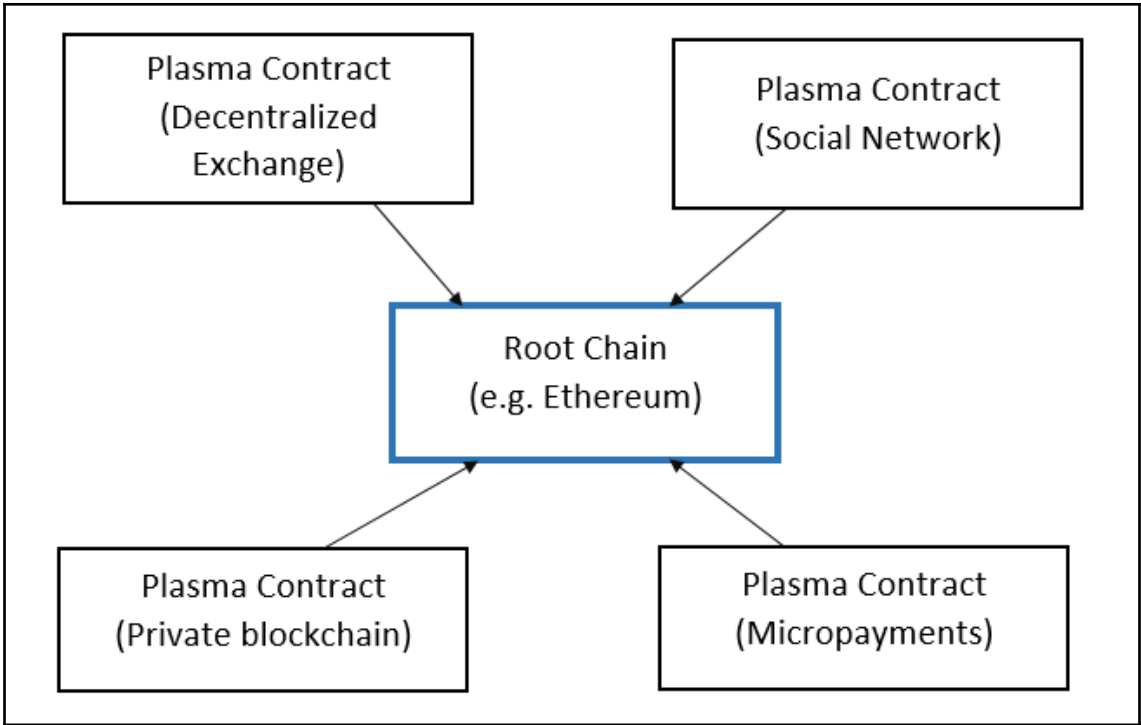 Plasma Contract
(Decentralized
Exchange)
Plasma Contract
(Social Network)
Root Chain
(e.g. Ethereum)
Plasma Contract
(Private blockchain)
Plasma Contract
(Micropayments)